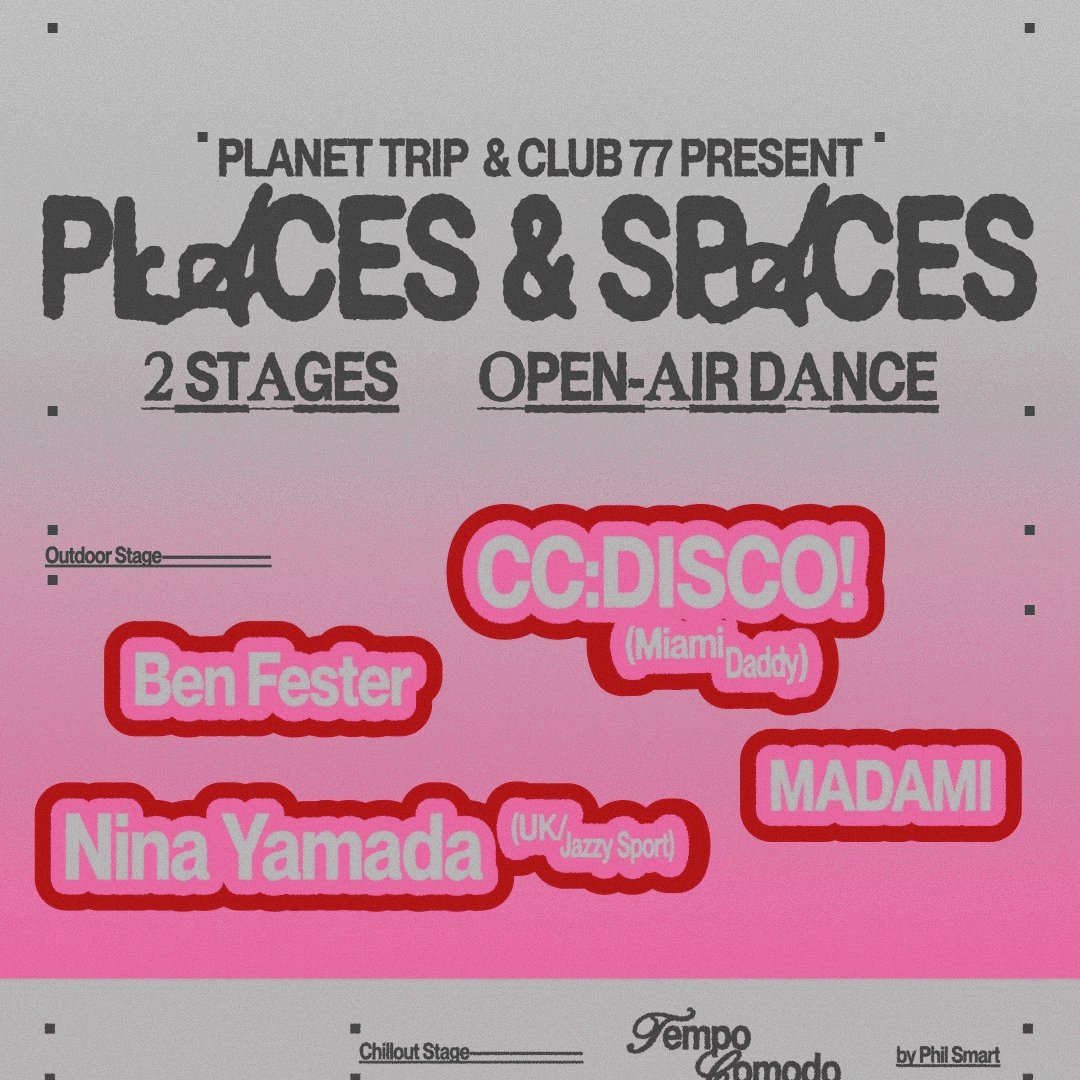 PLANET TRIP & CLUB 77 PRESENT
PLACES & SPACES
2 STAGES OPEN-AIR DANCE
Outdoor Stage
CC:DISCO!
(Miami Daddy)
Ben Fester
MADAMI
Nina Yamada (UK/Jazzy Sport)
Chillout Stage
Tempo
Comodo
by Phil Smart